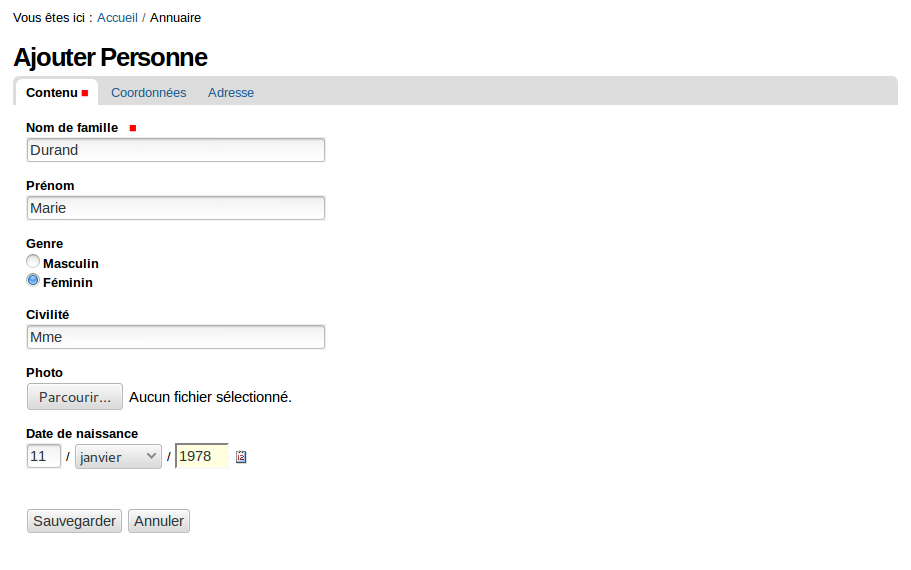 Vous êtes ici : Accueil / Annuaire
Ajouter Personne
Contenu Coordonnées Adresse
Nom de famille
Durand
Prénom
Marie
Genre
Masculin
Féminin
Civilité
Mme
Photo
Parcourir... Aucun fichier sélectionné.
Date de naissance
11 / janvier / 1978
Sauvegarder Annuler